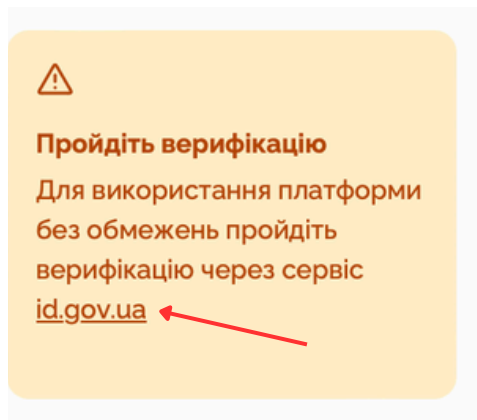 Пройдіть верифікацію
Для використання платформи
без обмежень пройдіть
верифікацію через сервіс
id.gov.ua